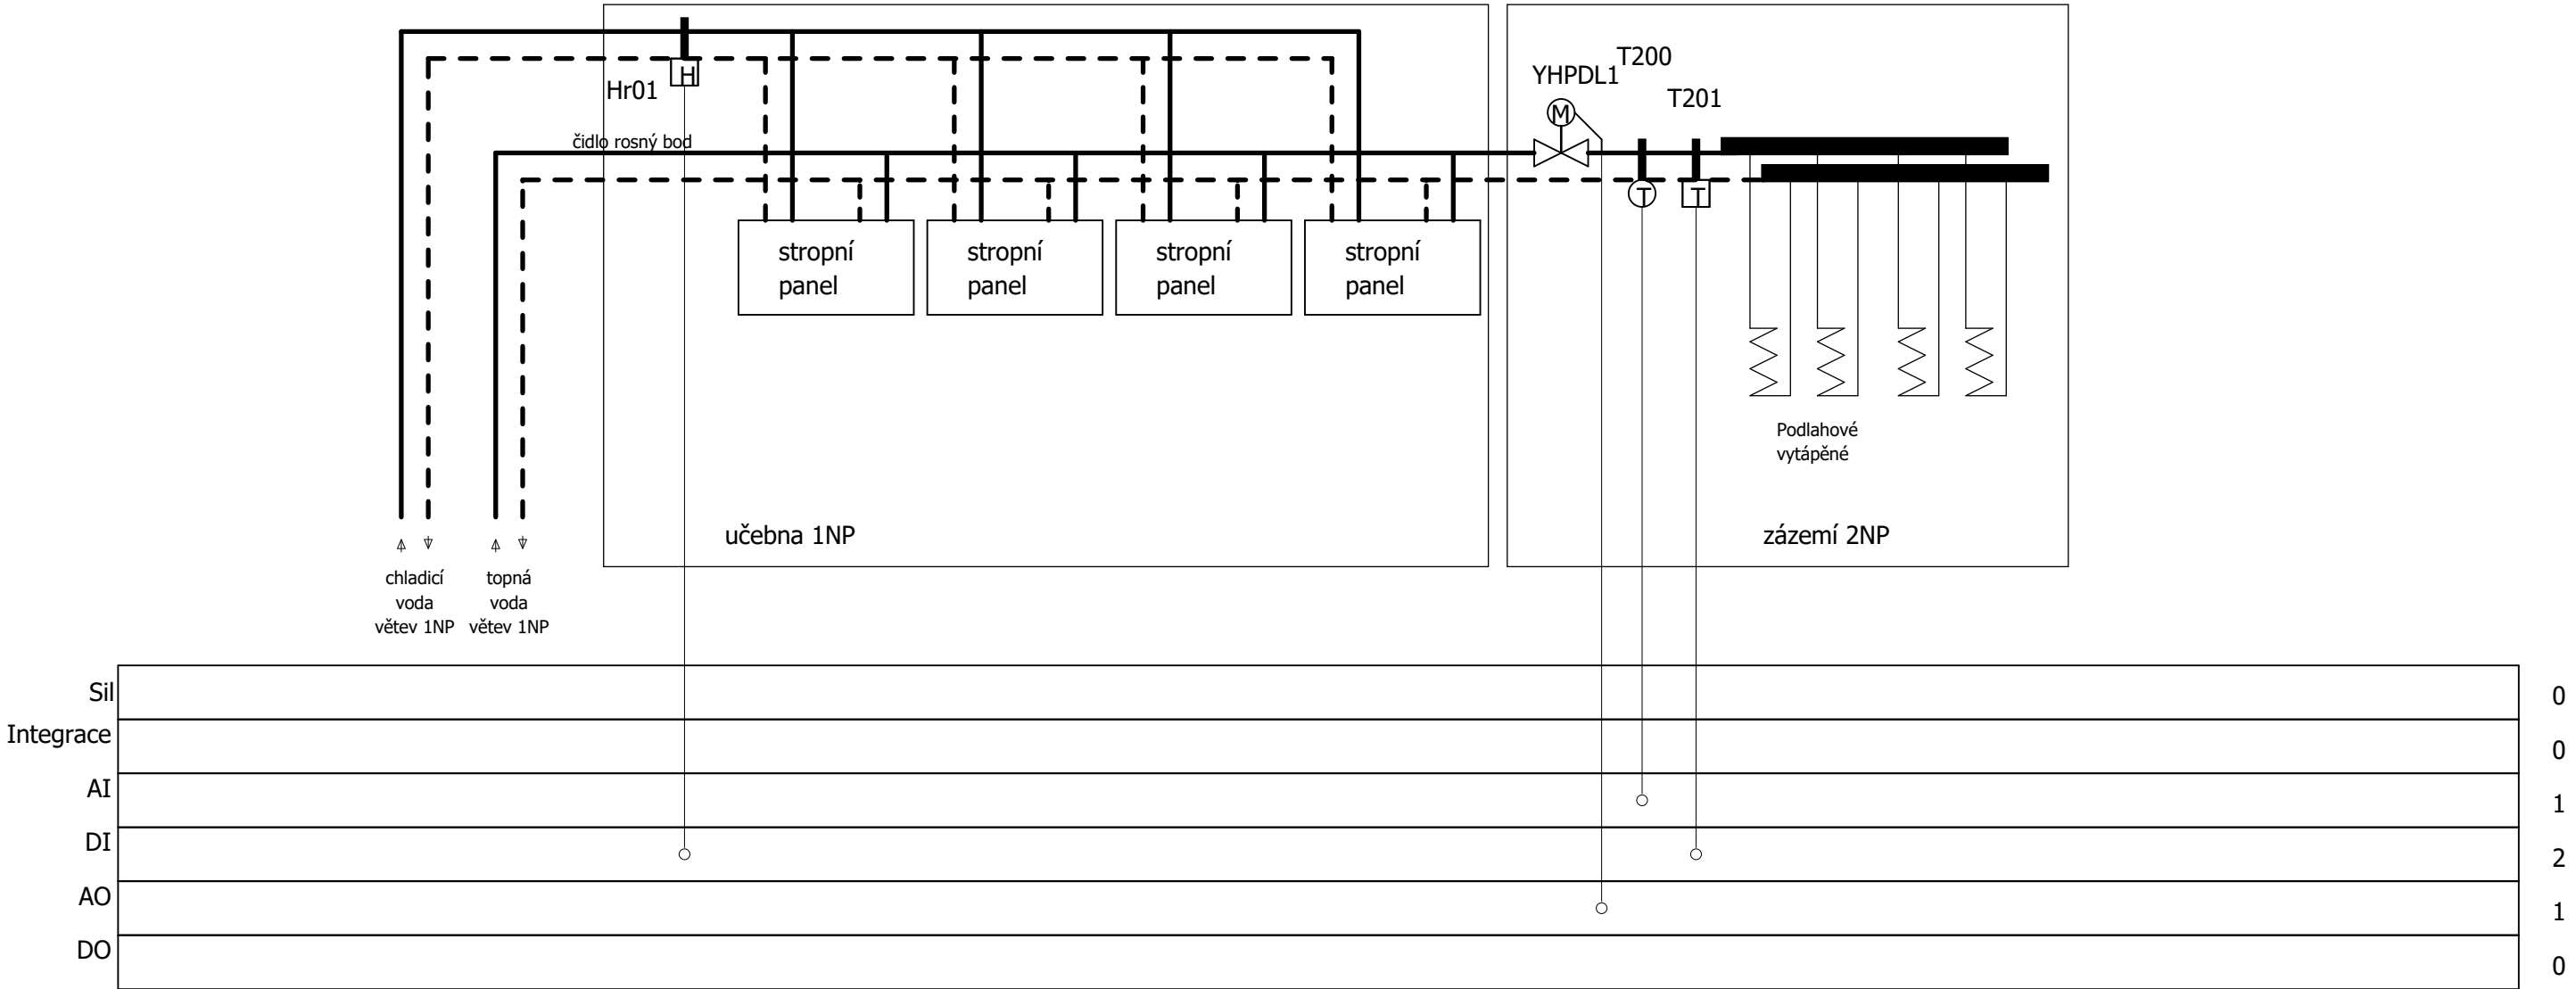 T200
YHPDL1
T201
H
Hr01
M
čidlo rosný bod
T
T
stropní
panel
stropní
panel
stropní
panel
stropní
panel
Podlahové
vytápěné
učebna 1NP
zázemí 2NP
chladicí
voda
větev 1NP
topná
voda
větev 1NP
Sil
0
Integrace
0
AI
1
DI
2
AO
1
DO
0